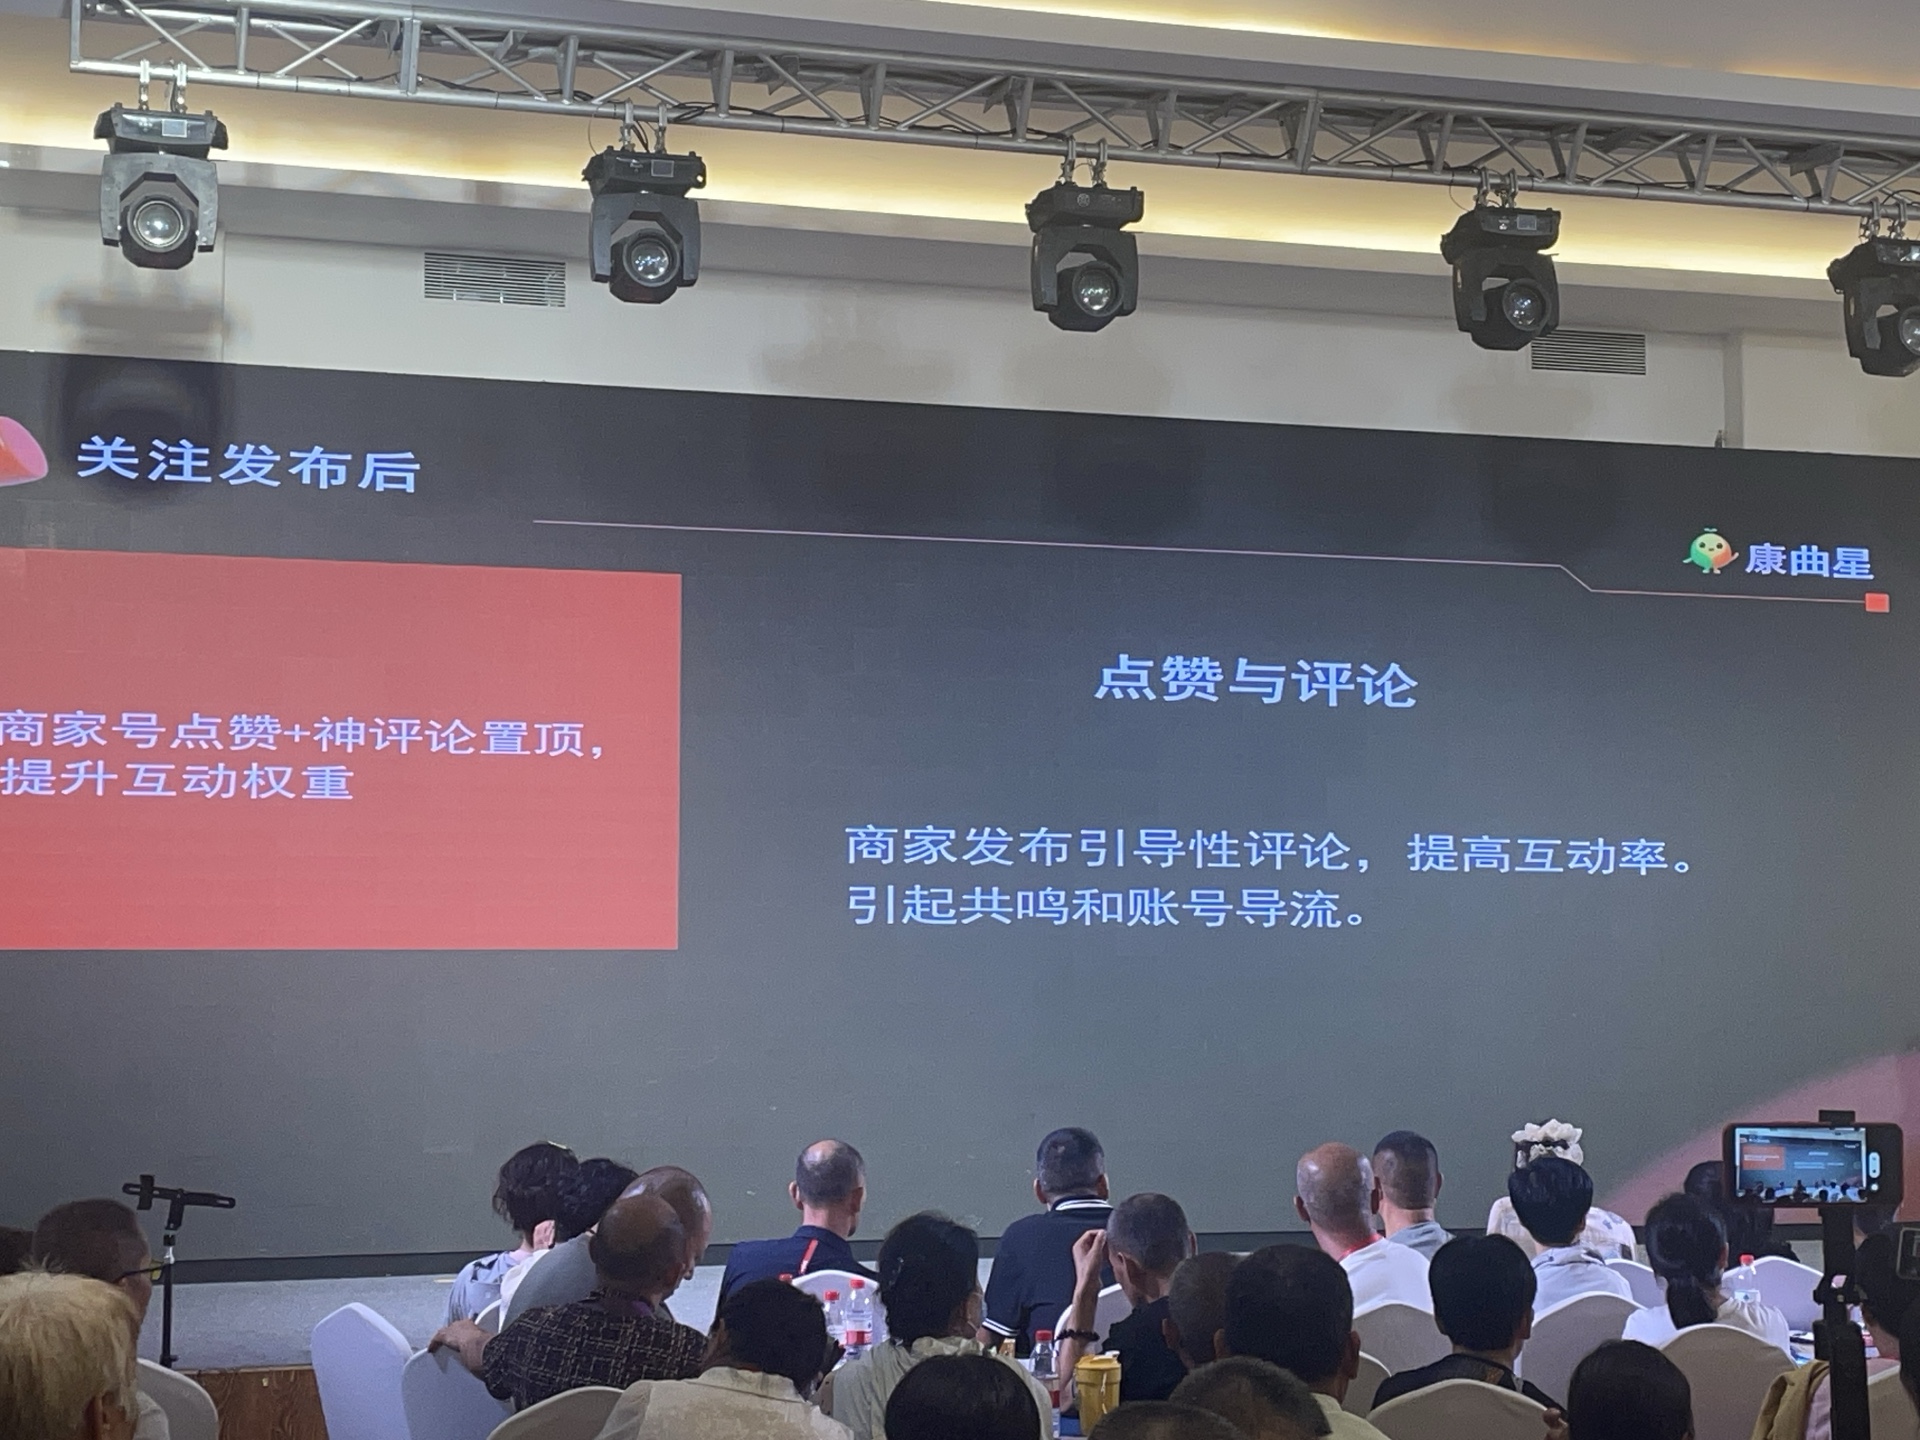 关注发布后
康曲星
商家号点赞+神评论置顶，
提升互动权重
点赞与评论
商家发布引导性评论，提高互动率。
引起共鸣和账号导流。